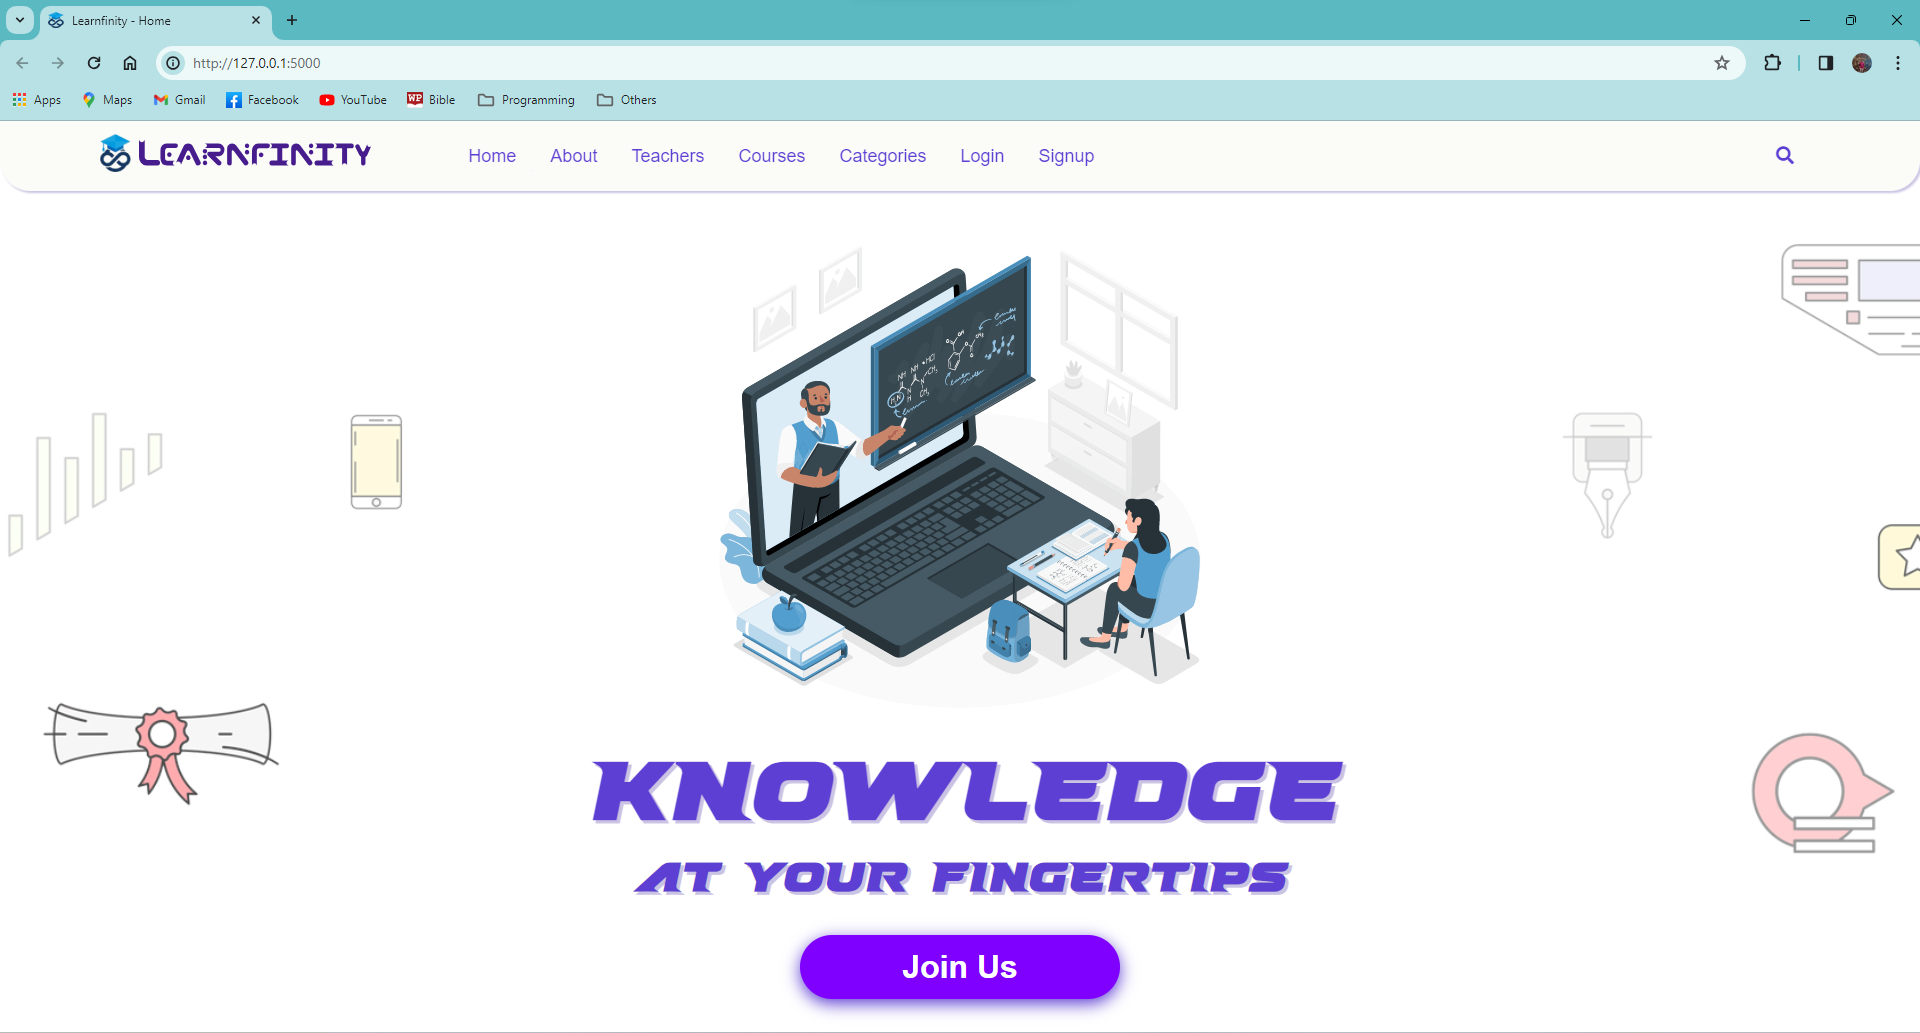 Learnfinity - Home
http://127.0.0.1:5000
Apps Maps Gmail Facebook YouTube Bible Programming Others
LEARNFINITY Home About Teachers Courses Categories Login Signup
KNOWLEDGE
AT YOUR FINGERTIPS
Join Us